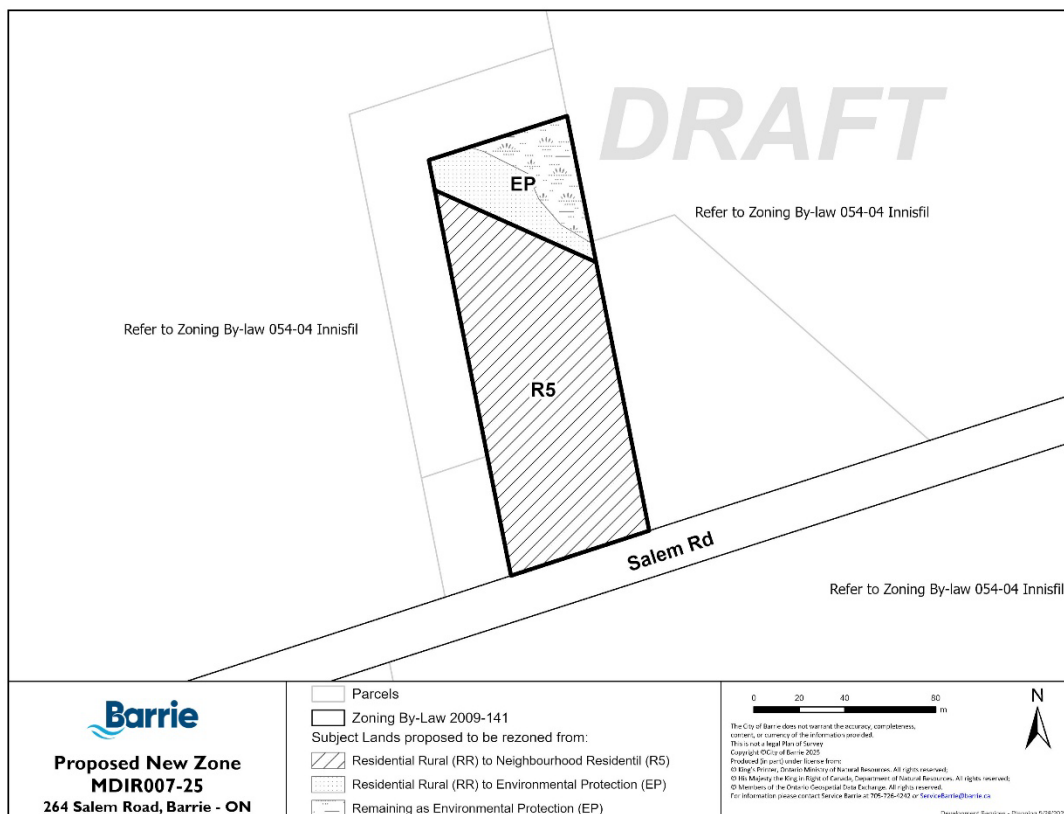 DRAFT
EP
Refer to Zoning By-law 054-04 Innisfil
Refer to Zoning By-law 054-04 Innisfil
R5
Salem Rd
Refer to Zoning By-law 054-04 Innisfil
Barrie
Proposed New Zone
MDIR007-25
264 Salem Road, Barrie - ON
Parcels
Zoning By-Law 2009-141
Subject Lands proposed to be rezoned from:
Residential Rural (RR) to Neighbourhood Residentil (R5)
Residential Rural (RR) to Environmental Protection (EP)
Remaining as Environmental Protection (EP)
0 20 40 80
m
N
The City of Barrie does not warrant the accuracy, completeness,
content, or currency of the information provided.
This is not a legal Plan of Survey
Copyright ©City of Barrie 2025
Produced (in part) under license from:
© King's Printer, Ontario Ministry of Natural Resources. All rights reserved;
© His Majesty the King in Right of Canada, Department of Natural Resources. All rights reserved;
© Members of the Ontario Geospatial Data Exchange. All rights reserved.
For information please contact Service Barrie at 705-726-4242 or ServiceBarrie@barrie.ca
Development Services - Planning